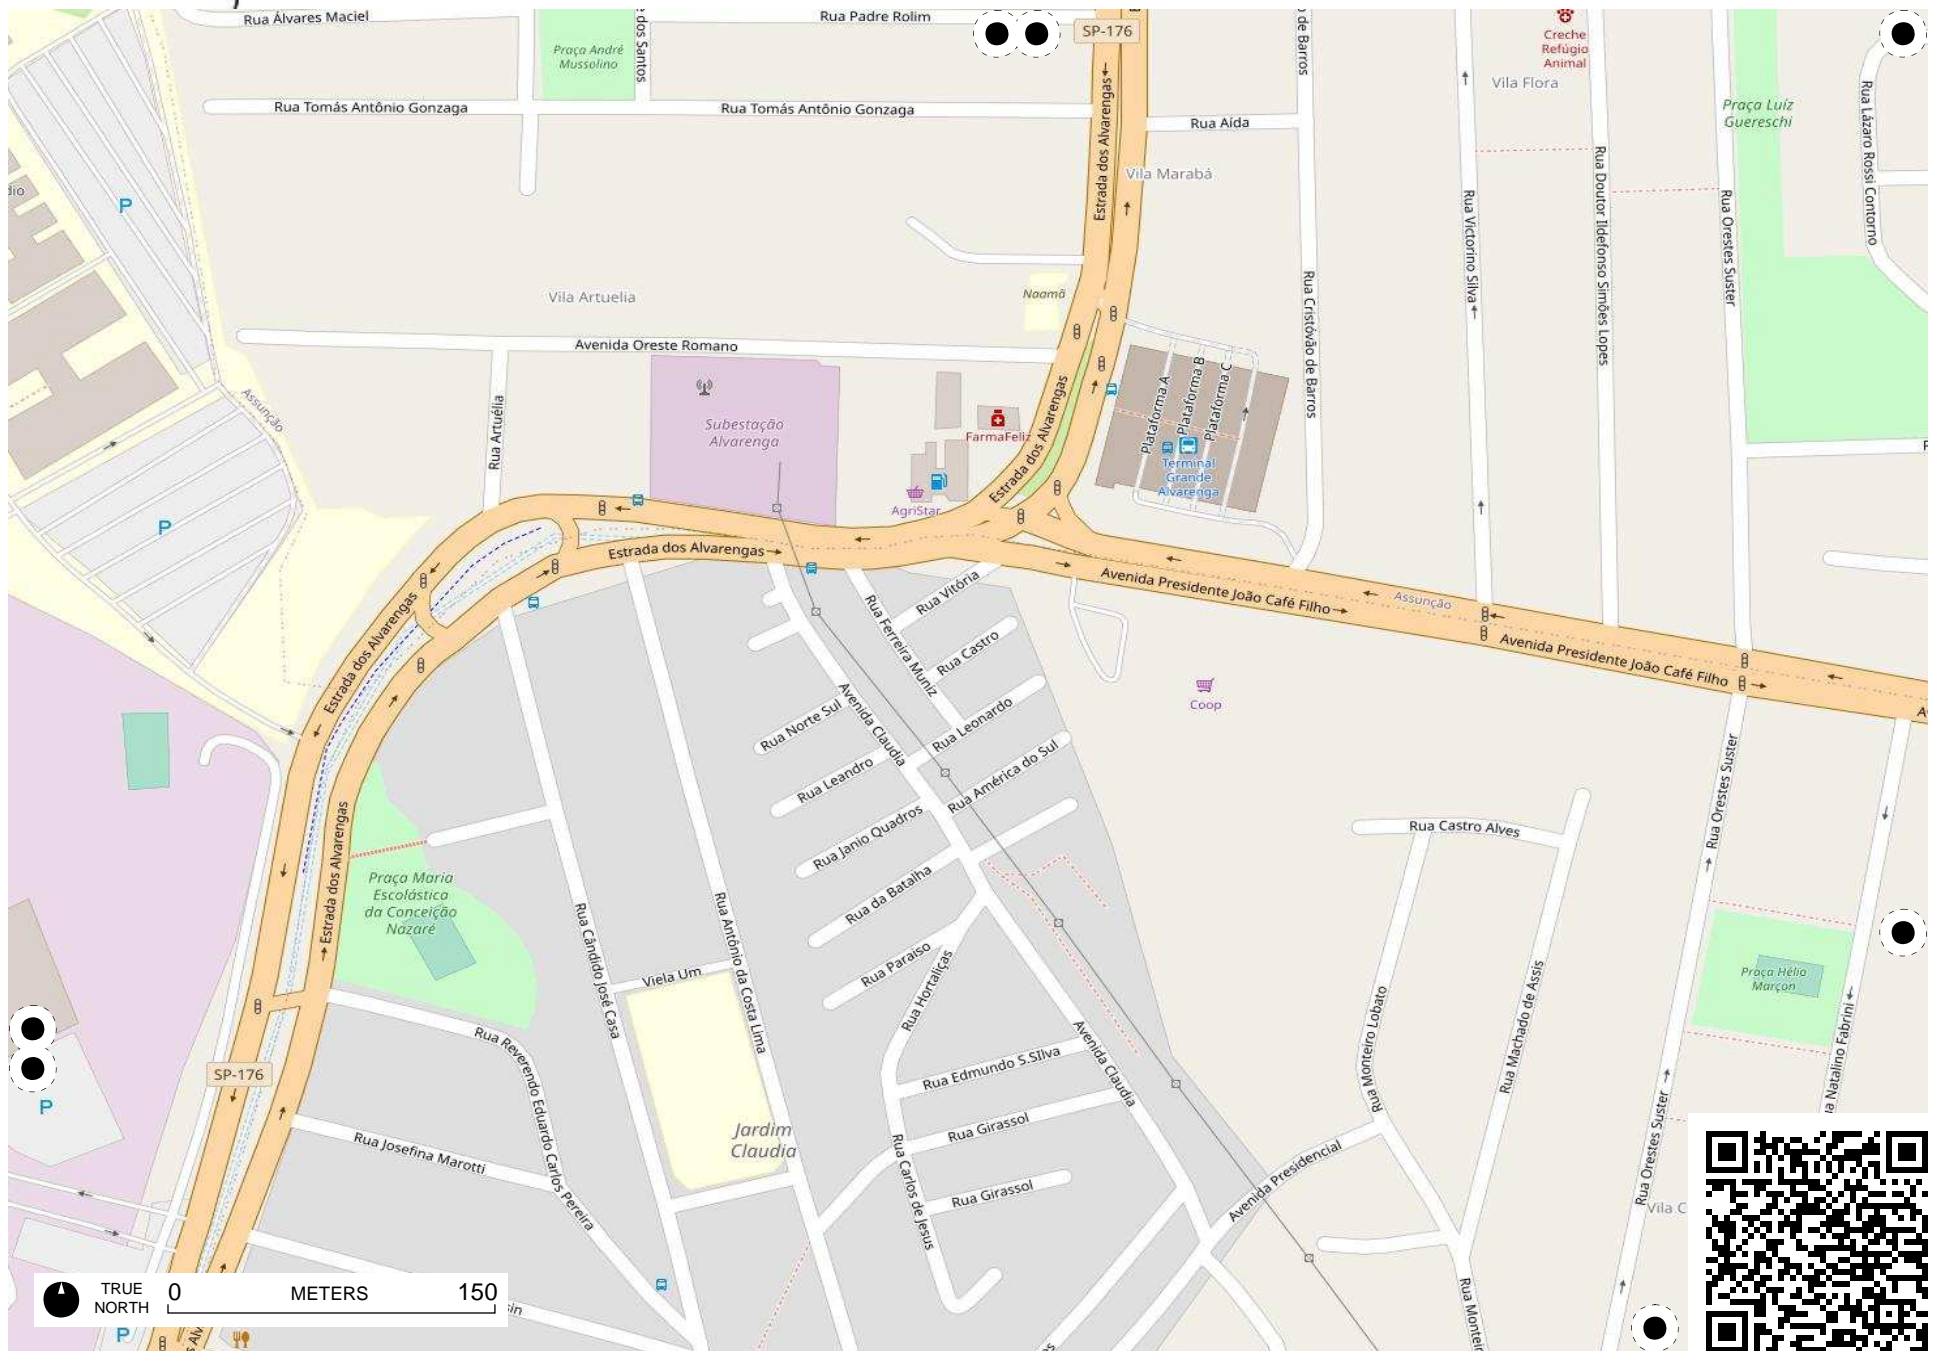 Rua Álvares Maciel
Rua Padre Rolim
SP-176
dos Santos
Praça André
Mussolino
Creche
Refúgio
Animal
Vila Flora
de Barros
Rua Tomás Antônio Gonzaga
Rua Tomás Antônio Gonzaga
Rua Aída
Praça Luíz
Guereschi
Rua Lázaro Rossi Contorno
Estrada dos Alvarengas
Vila Marabá
P
Rua Victorino Silva
Rua Doutor Ildefonso Simões Lopes
Rua Orestes Suster
Vila Artuelia
Naamã
Rua Cristóvão de Barros
Avenida Oreste Romano
Assunção
Rua Artuélia
Subestação
Alvarenga
FarmaFeliz
AgriStar
Estrada dos Alvarengas
Plataforma A
Plataforma B
Plataforma C
Terminal
Grande
Alvarenga
P
Estrada dos Alvarengas
Avenida Presidente João Café Filho
Assunção
Avenida Presidente João Café Filho
Estrada dos Alvarengas
Rua Vitória
Rua Ferreira Muniz
Rua Castro
Rua Leonardo
Avenida Claudia
Rua Norte Sul
Rua Leandro
Rua América do Sul
Coop
Rua Janio Quadros
Rua da Batalha
Rua Paraiso
Rua Hortaliças
Rua Castro Alves
Rua Orestes Suster
Estrada dos Alvarengas
Praça Maria
Escolástica
da Conceição
Nazaré
Rua Cândido José Casa
Rua Antônio da Costa Lima
Viela Um
Praça Hélio
Marçon
Rua Monteiro Lobato
Rua Machado de Assis
Natalino Fabrini
Rua Reverendo Eduardo Carlos Pereira
Rua Edmundo S.SIlva
Avenida Claudia
SP-176
P
Rua Girassol
Jardim
Claudia
Rua Josefina Marotti
Rua Carlos de Jesus
Rua Girassol
Avenida Presidencial
Rua Orestes Suster
Vila C
TRUE
NORTH
0 METERS 150
P